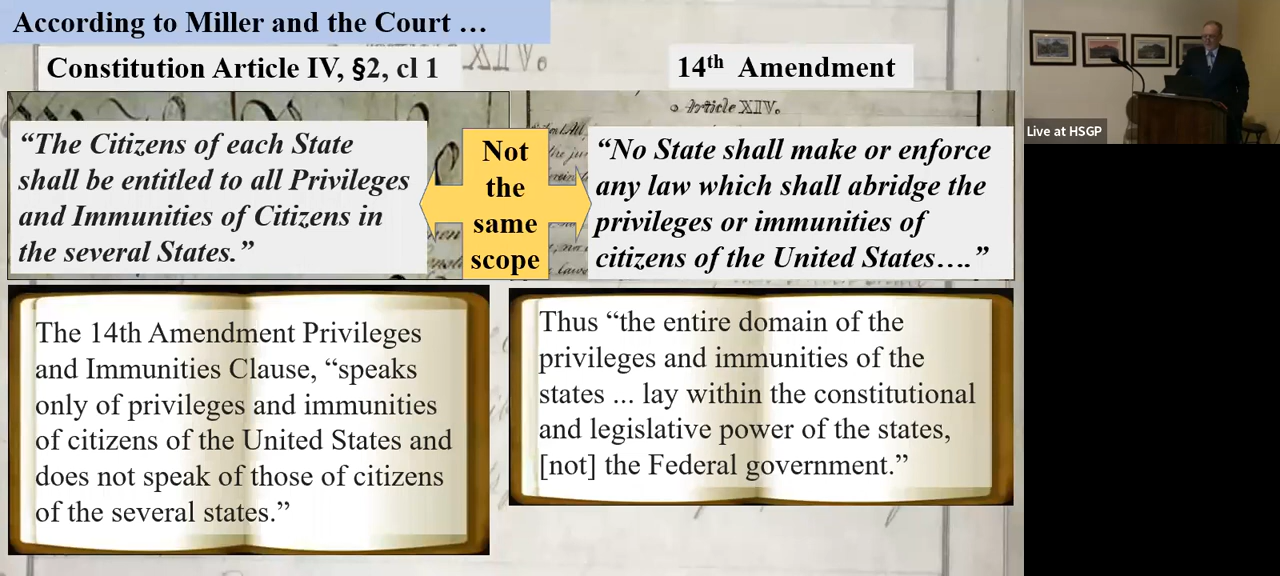 According to Miller and the Court …
Constitution Article IV, §2, cl 1
XIV.
14th Amendment
Article XIV.
“The Citizens of each State
shall be entitled to all Privileges
and Immunities of Citizens in
the several States.”
Not
the
same
scope
“No State shall make or enforce
any law which shall abridge the
privileges or immunities of
citizens of the United States….”
The 14th Amendment Privileges
and Immunities Clause, “speaks
only of privileges and immunities
of citizens of the United States and
does not speak of those of citizens
of the several states.”
Thus “the entire domain of the
privileges and immunities of the
states ... lay within the constitutional
and legislative power of the states,
[not] the Federal government.”
Live at HSGP